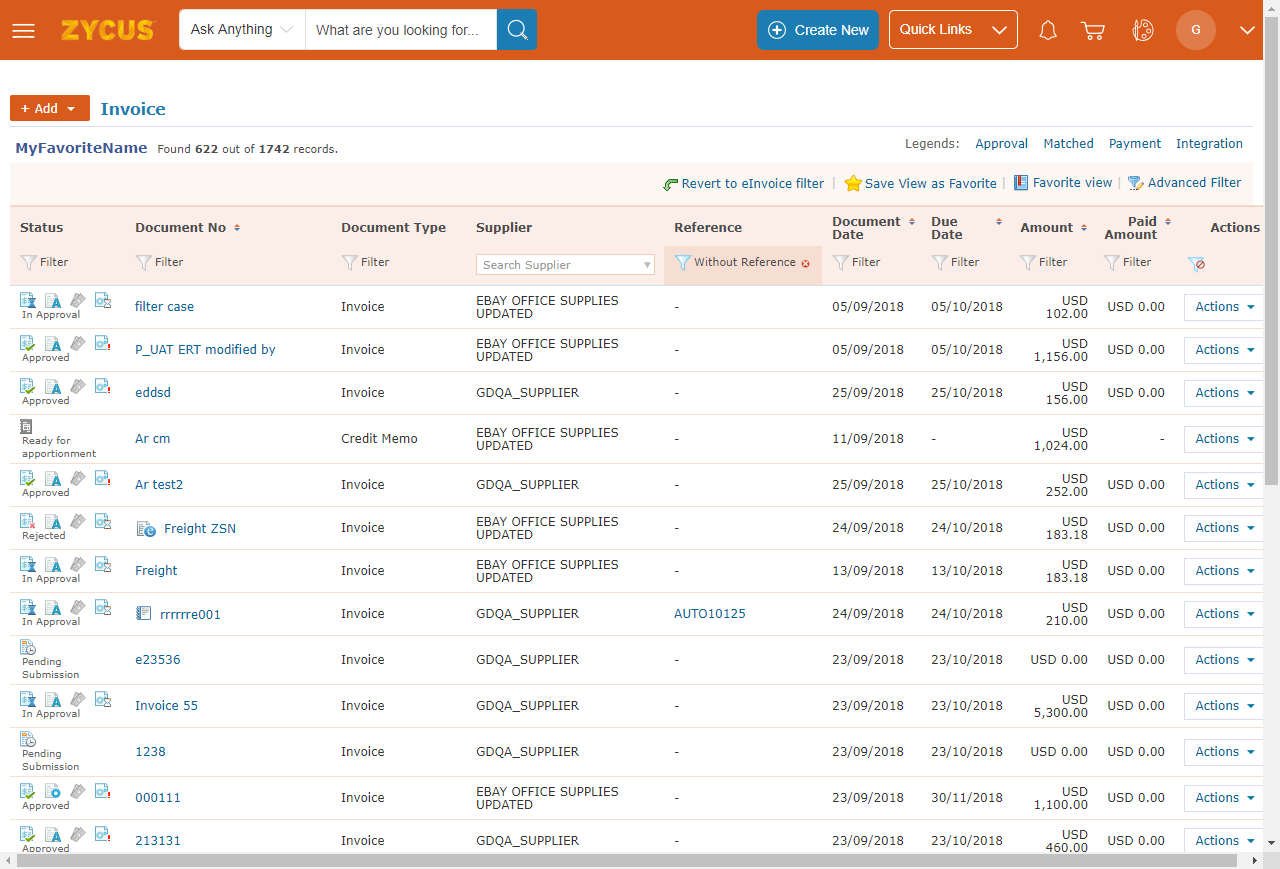 ZYCUS Ask Anything What are you looking for... Create New Quick Links G
+ Add Invoice
MyFavoriteName Found 622 out of 1742 records. Legends: Approval Matched Payment Integration
Revert to eInvoice filter | Save View as Favorite | Favorite view | Advanced Filter
Status Document No Document Type Supplier Reference Document Date Due Date Amount Paid Amount Actions
Filter Filter Filter Search Supplier Without Reference Filter Filter Filter Filter
In Approval filter case Invoice EBAY OFFICE SUPPLIES UPDATED - 05/09/2018 05/10/2018 USD 102.00 USD 0.00 Actions
Approved P_UAT ERT modified by Invoice EBAY OFFICE SUPPLIES UPDATED - 05/09/2018 05/10/2018 USD 1,156.00 USD 0.00 Actions
Approved eddsd Invoice GDQA_SUPPLIER - 25/09/2018 25/10/2018 USD 156.00 USD 0.00 Actions
Ready for apportionment Ar cm Credit Memo EBAY OFFICE SUPPLIES UPDATED - 11/09/2018 - USD 1,024.00 - Actions
Approved Ar test2 Invoice GDQA_SUPPLIER - 25/09/2018 25/10/2018 USD 252.00 USD 0.00 Actions
Rejected Freight ZSN Invoice EBAY OFFICE SUPPLIES UPDATED - 24/09/2018 24/10/2018 USD 183.18 USD 0.00 Actions
In Approval Freight Invoice EBAY OFFICE SUPPLIES UPDATED - 13/09/2018 13/10/2018 USD 183.18 USD 0.00 Actions
In Approval rrrrrre001 Invoice GDQA_SUPPLIER AUTO10125 24/09/2018 24/10/2018 USD 210.00 USD 0.00 Actions
Pending Submission e23536 Invoice GDQA_SUPPLIER - 23/09/2018 23/10/2018 USD 0.00 USD 0.00 Actions
In Approval Invoice 55 Invoice GDQA_SUPPLIER - 23/09/2018 23/10/2018 USD 5,300.00 USD 0.00 Actions
Pending Submission 1238 Invoice GDQA_SUPPLIER - 23/09/2018 23/10/2018 USD 0.00 USD 0.00 Actions
Approved 000111 Invoice EBAY OFFICE SUPPLIES UPDATED - 23/09/2018 30/11/2018 USD 1,100.00 USD 0.00 Actions
Approved 213131 Invoice GDQA_SUPPLIER - 23/09/2018 23/10/2018 USD 460.00 USD 0.00 Actions